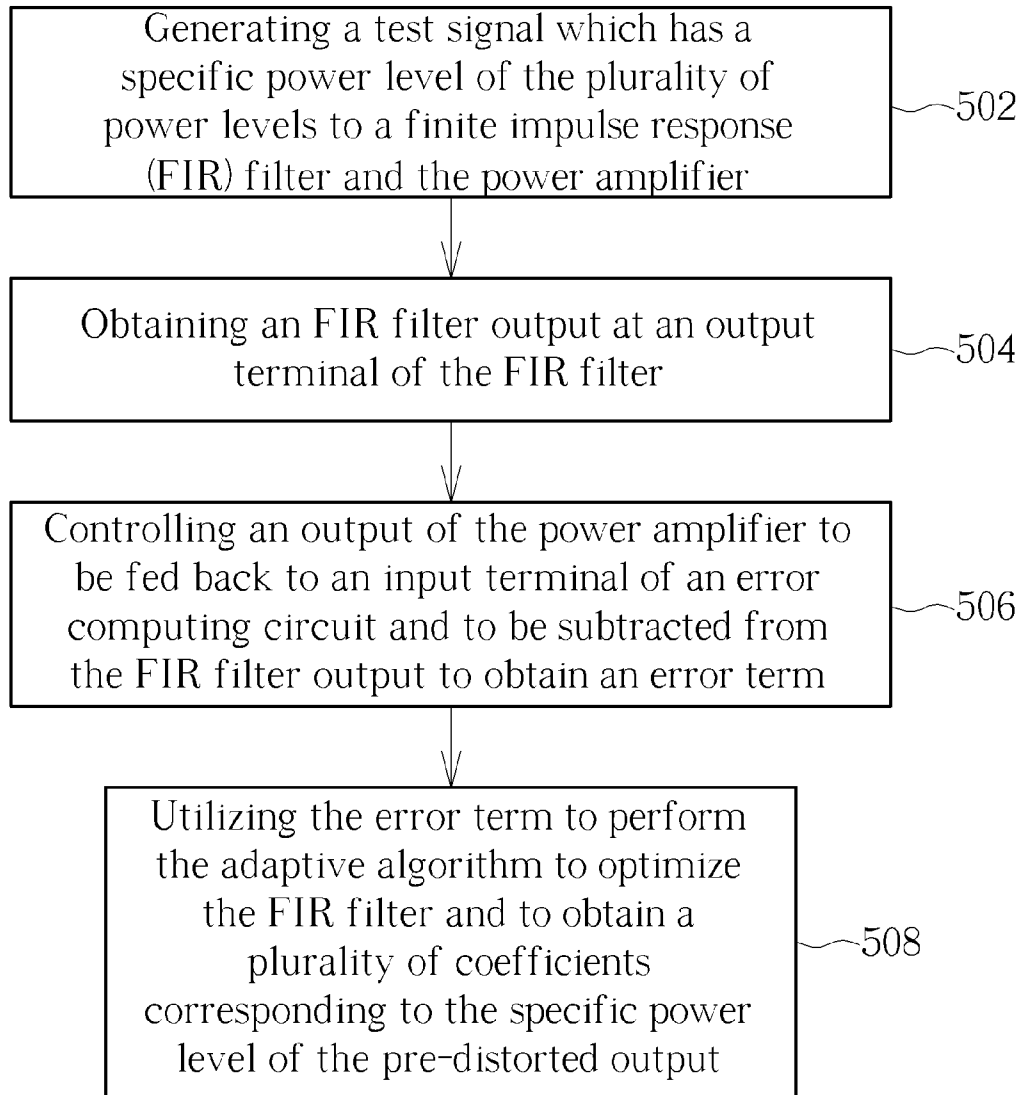 Generating a test signal which has a
specific power level of the plurality of
power levels to a finite impulse response
(FIR) filter and the power amplifier
502
Obtaining an FIR filter output at an output
terminal of the FIR filter
504
Controlling an output of the power amplifier to
be fed back to an input terminal of an error
computing circuit and to be subtracted from
the FIR filter output to obtain an error term
506
Utilizing the error term to perform
the adaptive algorithm to optimize
the FIR filter and to obtain a
plurality of coefficients
corresponding to the specific power
level of the pre-distorted output
508